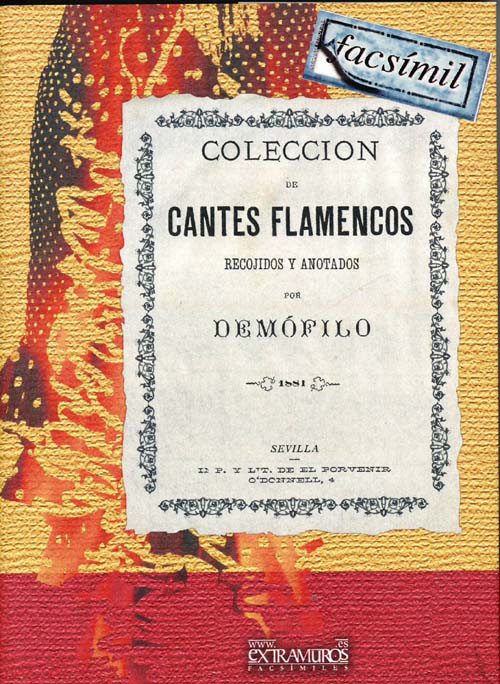 facsímil
COLECCION
DE
CANTES FLAMENCOS
RECOJIDOS Y ANOTADOS
POR
DEMÓFILO
1881
SEVILLA
P. Y LIT. DE EL PORVENIR
O'DONNELL, 4
www. .es
EXTRAMUROS
FACSÍMILES